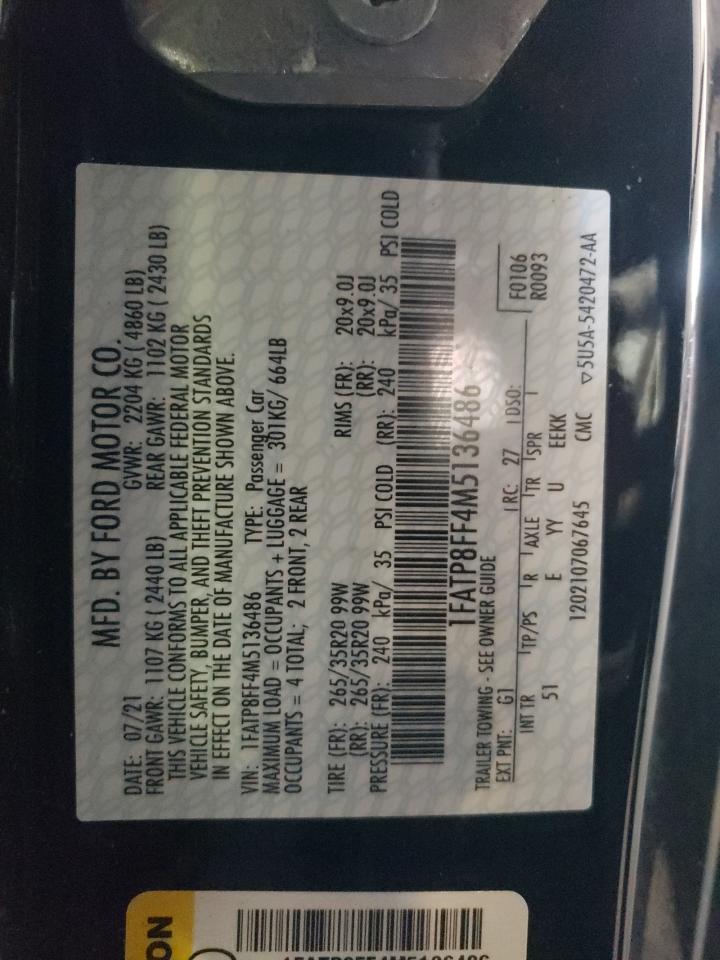 MFD. BY FORD MOTOR CO.
DATE: 07/21 GVWR: 2204 KG ( 4860 LB)
FRONT GAWR: 1107 KG ( 2440 LB) REAR GAWR: 1102 KG ( 2430 LB)
THIS VEHICLE CONFORMS TO ALL APPLICABLE FEDERAL MOTOR
VEHICLE SAFETY, BUMPER, AND THEFT PREVENTION STANDARDS
IN EFFECT ON THE DATE OF MANUFACTURE SHOWN ABOVE.
VIN: 1FATP8FF4M5136486 TYPE: Passenger Car
MAXIMUM LOAD = OCCUPANTS + LUGGAGE = 301KG/ 664LB
OCCUPANTS = 4 TOTAL; 2 FRONT, 2 REAR
TIRE (FR): 265/35R20 99W RIMS (FR): 20x9.0J
(RR): 265/35R20 99W (RR): 20x9.0J
PRESSURE (FR): 240 kPa/ 35 PSI COLD (RR): 240 kPa/ 35 PSI COLD
1FATP8FF4M5136486
TRAILER TOWING - SEE OWNER GUIDE
EXT PNT: G1 RC: 27 DSO: F0106
INT TR TP/PS R AXLE TR SPR R0093
51 E YY U EEKK
1202107067645 CMC ▽5U5A-5420472-AA
ON